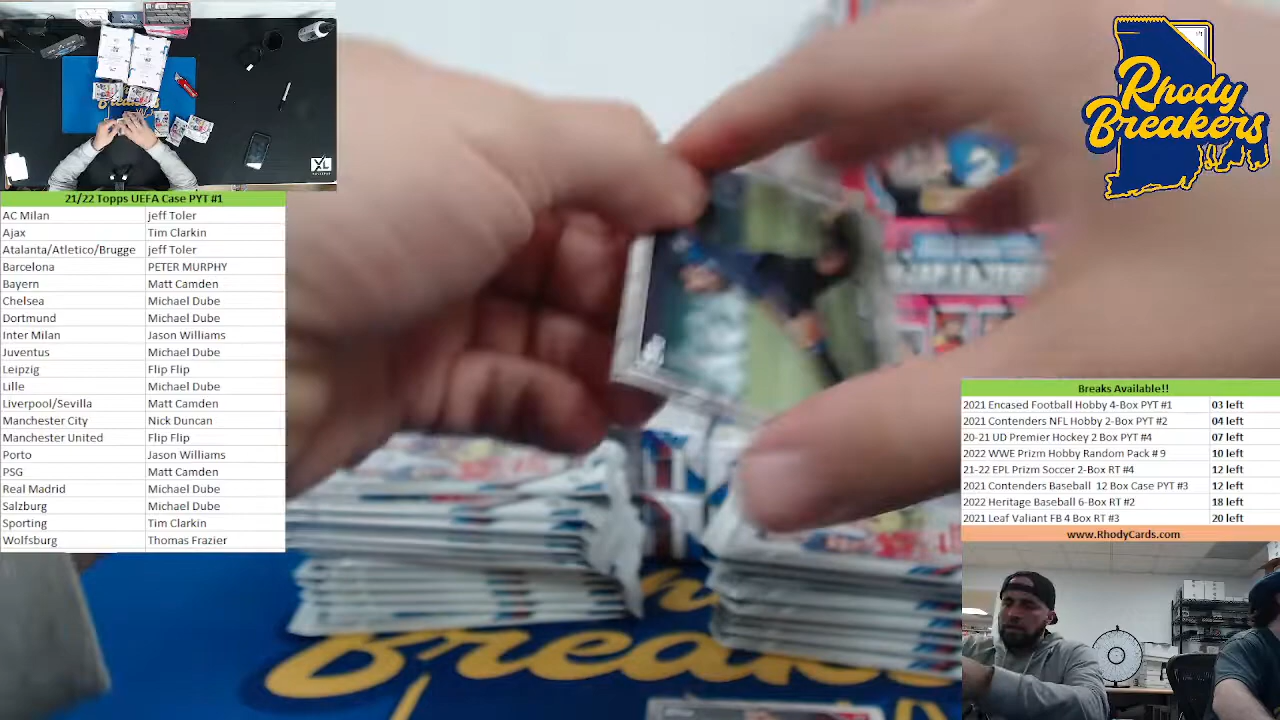 21/22 Topps UEFA Case PYT #1
AC Milan jeff Toler
Ajax Tim Clarkin
Atalanta/Atletico/Brugge jeff Toler
Barcelona PETER MURPHY
Bayern Matt Camden
Chelsea Michael Dube
Dortmund Michael Dube
Inter Milan Jason Williams
Juventus Michael Dube
Leipzig Flip Flip
Lille Michael Dube
Liverpool/Sevilla Matt Camden
Manchester City Nick Duncan
Manchester United Flip Flip
Porto Jason Williams
PSG Matt Camden
Real Madrid Michael Dube
Salzburg Michael Dube
Sporting Tim Clarkin
Wolfsburg Thomas Frazier
Rhody
Breakers
Breaks Available!!
2021 Encased Football Hobby 4-Box PYT #1 03 left
2021 Contenders NFL Hobby 2-Box PYT #2 04 left
20-21 UD Premier Hockey 2 Box PYT #4 07 left
2022 WWE Prizm Hobby Random Pack # 9 10 left
21-22 EPL Prizm Soccer 2-Box RT #4 12 left
2021 Contenders Baseball 12 Box Case PYT #3 12 left
2022 Heritage Baseball 6-Box RT #2 18 left
2021 Leaf Valiant FB 4 Box RT #3 20 left
www.RhodyCards.com